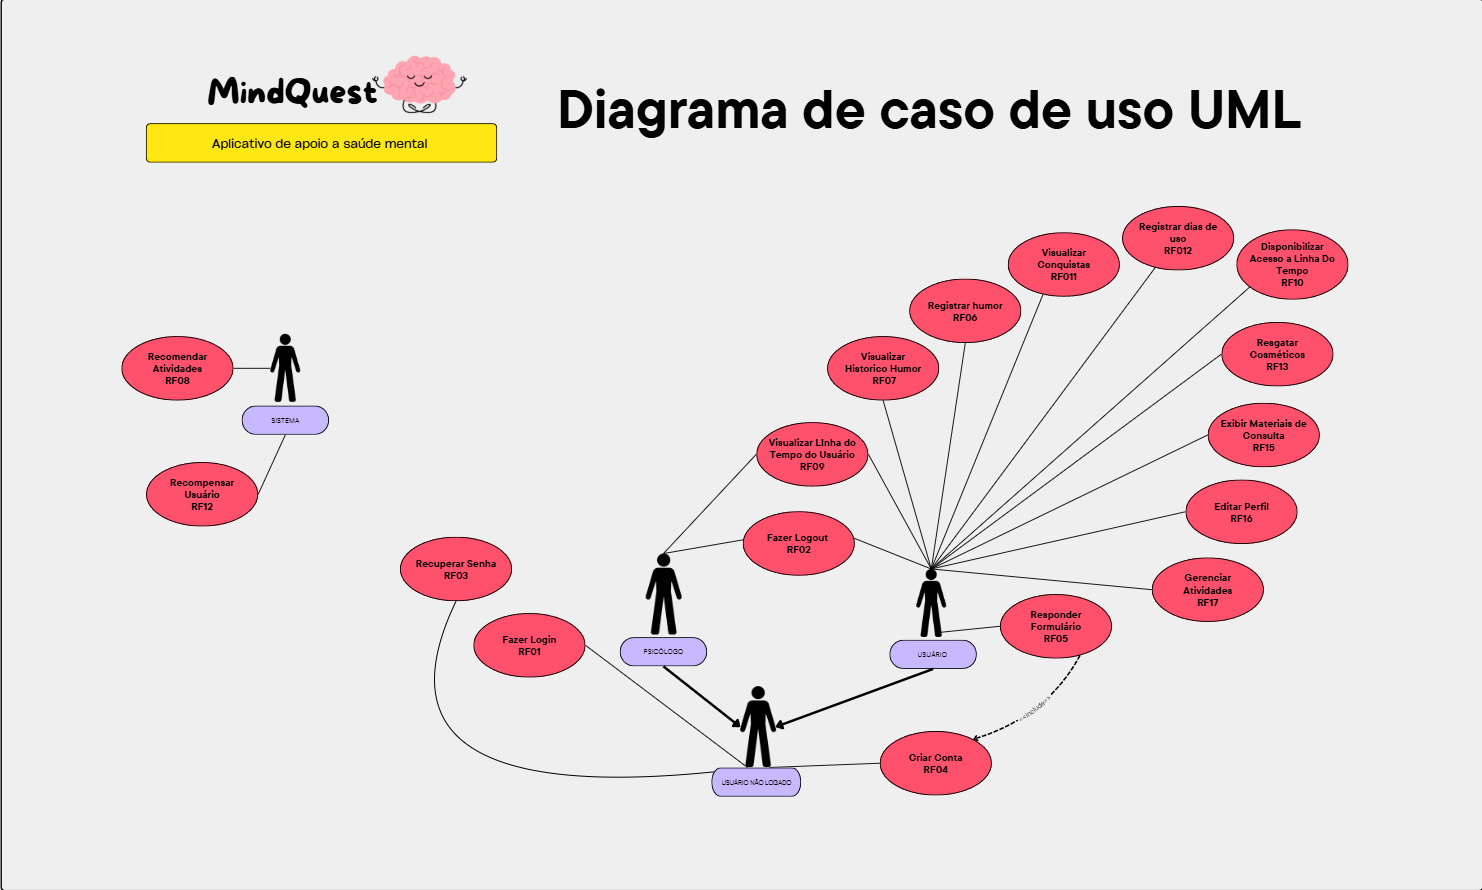 MindQuest
Aplicativo de apoio a saúde mental
Diagrama de caso de uso UML
Registrar dias de
uso
RF012
Visualizar
Conquistas
RF011
Disponibilizar
Acesso a Linha Do
Tempo
RF10
Registrar humor
RF06
Visualizar
Historico Humor
RF07
Resgatar
Cosméticos
RF13
Recomendar
Atividades
RF08
SISTEMA
Exibir Materiais de
Consulta
RF15
Visualizar LInha do
Tempo do Usuário
RF09
Recompensar
Usuário
RF12
Editar Perfil
RF16
Fazer Logout
RF02
Recuperar Senha
RF03
Gerenciar
Atividades
RF17
Responder
Formulário
RF05
Fazer Login
RF01
PSICÓLOGO
USUÁRIO
<<include>>
Criar Conta
RF04
USUÁRIO NÃO LOGADO